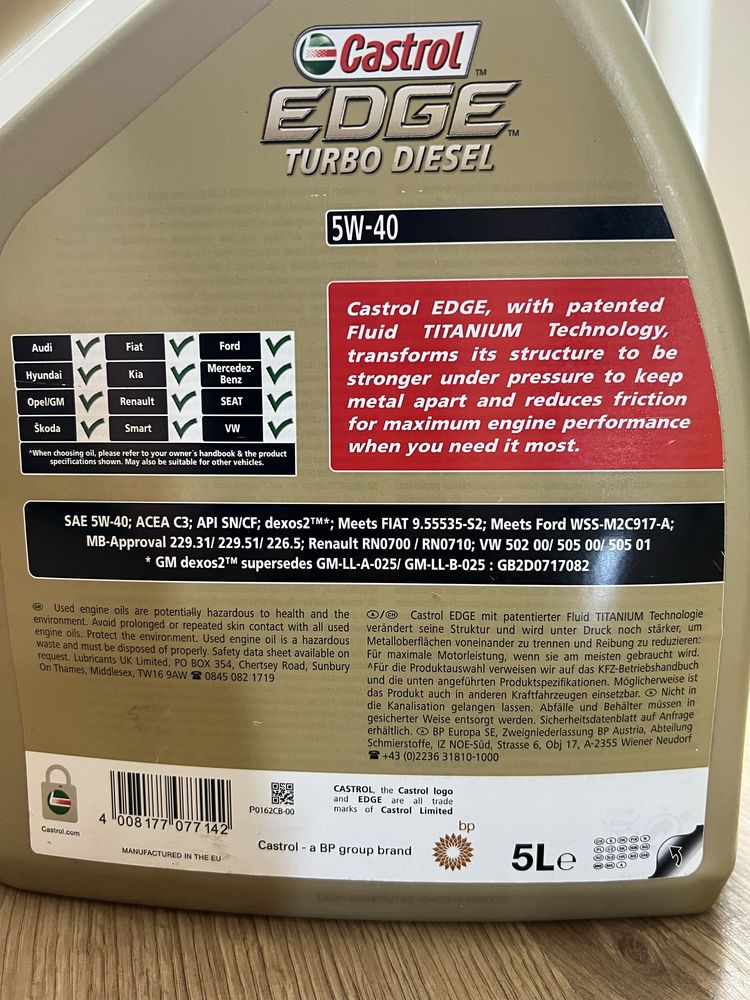 Castrol
EDGE™
TURBO DIESEL
5W-40
Castrol EDGE, with patented
Fluid TITANIUM Technology,
transforms its structure to be
stronger under pressure to keep
metal apart and reduces friction
for maximum engine performance
when you need it most.
Audi Fiat Ford
Hyundai Kia Mercedes-
Benz
Opel/GM Renault SEAT
Škoda Smart VW
^When choosing oil, please refer to your owner's handbook & the product
specifications shown. May also be suitable for other vehicles.
SAE 5W-40; ACEA C3; API SN/CF; dexos2™*; Meets FIAT 9.55535-S2; Meets Ford WSS-M2C917-A;
MB-Approval 229.31/ 229.51/ 226.5; Renault RN0700 / RN0710; VW 502 00/ 505 00/ 505 01
* GM dexos2™ supersedes GM-LL-A-025/ GM-LL-B-025 : GB2D0717082
GB Used engine oils are potentially hazardous to health and the
environment. Avoid prolonged or repeated skin contact with all used
engine oils. Protect the environment. Used engine oil is a hazardous
waste and must be disposed of properly. Safety data sheet available on
request. Lubricants UK Limited, PO BOX 354, Chertsey Road, Sunbury
On Thames, Middlesex, TW16 9AW ☎ 0845 082 1719
A/CH Castrol EDGE mit patentierter Fluid TITANIUM Technologie
verändert seine Struktur und wird unter Druck noch stärker, um
Metalloberflächen voneinander zu trennen und Reibung zu reduzieren:
Für maximale Motorleistung, wenn sie am meisten gebraucht wird.
^Für die Produktauswahl verweisen wir auf das KFZ-Betriebshandbuch
und die unten angeführten Produktspezifikationen. Möglicherweise ist
das Produkt auch in anderen Kraftfahrzeugen einsetzbar. A Nicht in
die Kanalisation gelangen lassen. Abfälle und Behälter müssen in
gesicherter Weise entsorgt werden. Sicherheitsdatenblatt auf Anfrage
erhältlich. A BP Europa SE, Zweigniederlassung BP Austria, Abteilung
Schmierstoffe, IZ NOE-Süd, Strasse 6, Obj 17, A-2355 Wiener Neudorf
☎ +43 (0)2236 31810-1000
Castrol.com
4 008177 077142
MANUFACTURED IN THE EU
P0162CB-00
CASTROL, the Castrol logo
and EDGE are all trade
marks of Castrol Limited
Castrol - a BP group brand
bp
5L℮